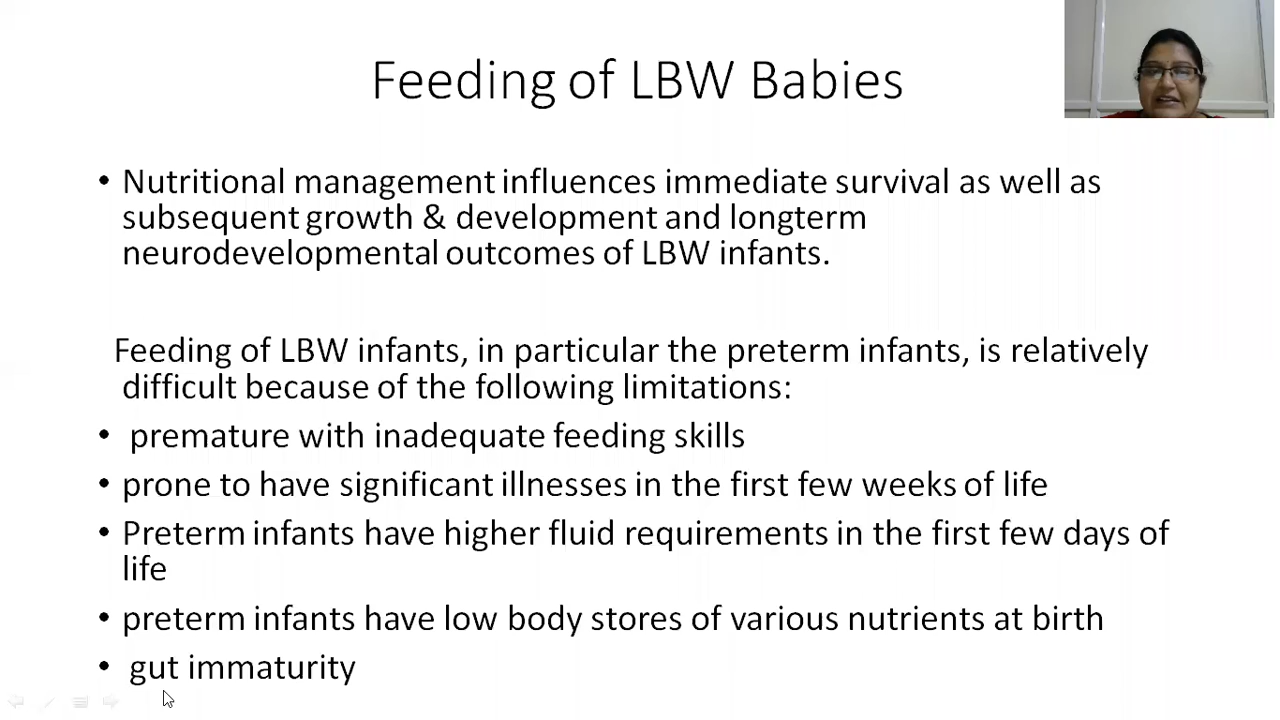 Feeding of LBW Babies
• Nutritional management influences immediate survival as well as
subsequent growth & development and longterm
neurodevelopmental outcomes of LBW infants.
Feeding of LBW infants, in particular the preterm infants, is relatively
difficult because of the following limitations:
• premature with inadequate feeding skills
• prone to have significant illnesses in the first few weeks of life
• Preterm infants have higher fluid requirements in the first few days of
life
• preterm infants have low body stores of various nutrients at birth
• gut immaturity